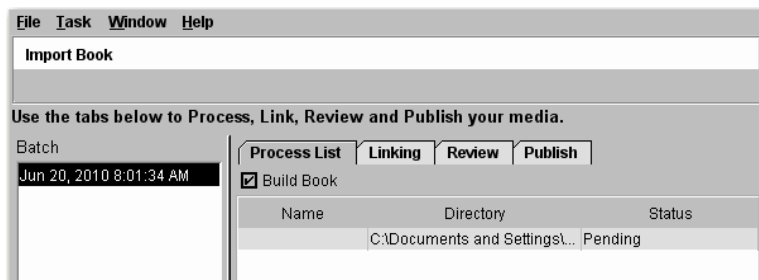 File Task Window Help
Import Book
Use the tabs below to Process, Link, Review and Publish your media.
Batch
Process List Linking Review Publish
Jun 20, 2010 8:01:34 AM
Build Book
Name Directory Status
C:\Documents and Settings\... Pending